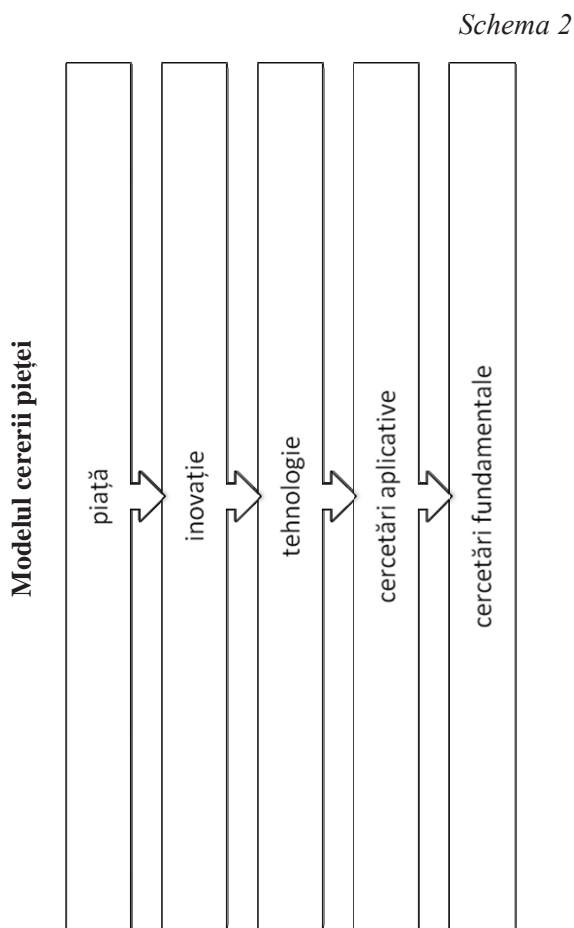 Schema 2
Modelul cererii pieței
piață
inovație
tehnologie
cercetări aplicative
cercetări fundamentale